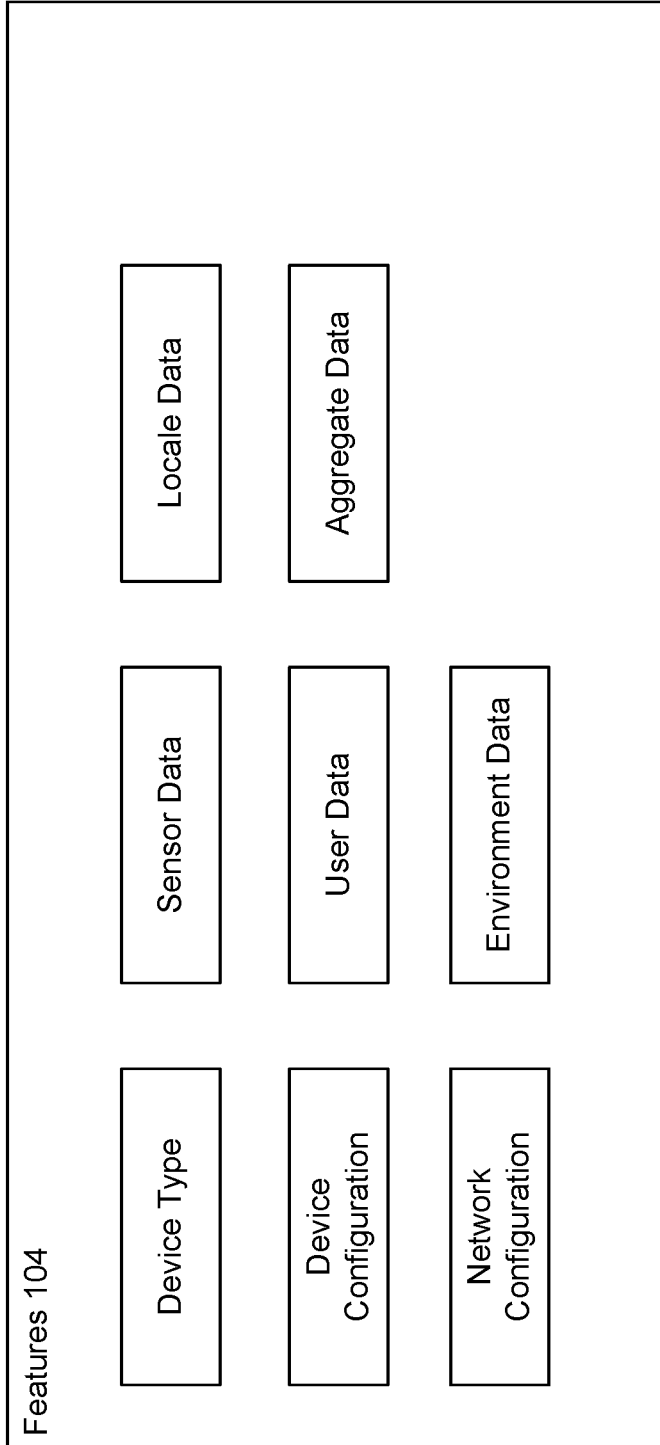 Features 104
Device Type
Sensor Data
Locale Data
Device
Configuration
User Data
Aggregate Data
Network
Configuration
Environment Data